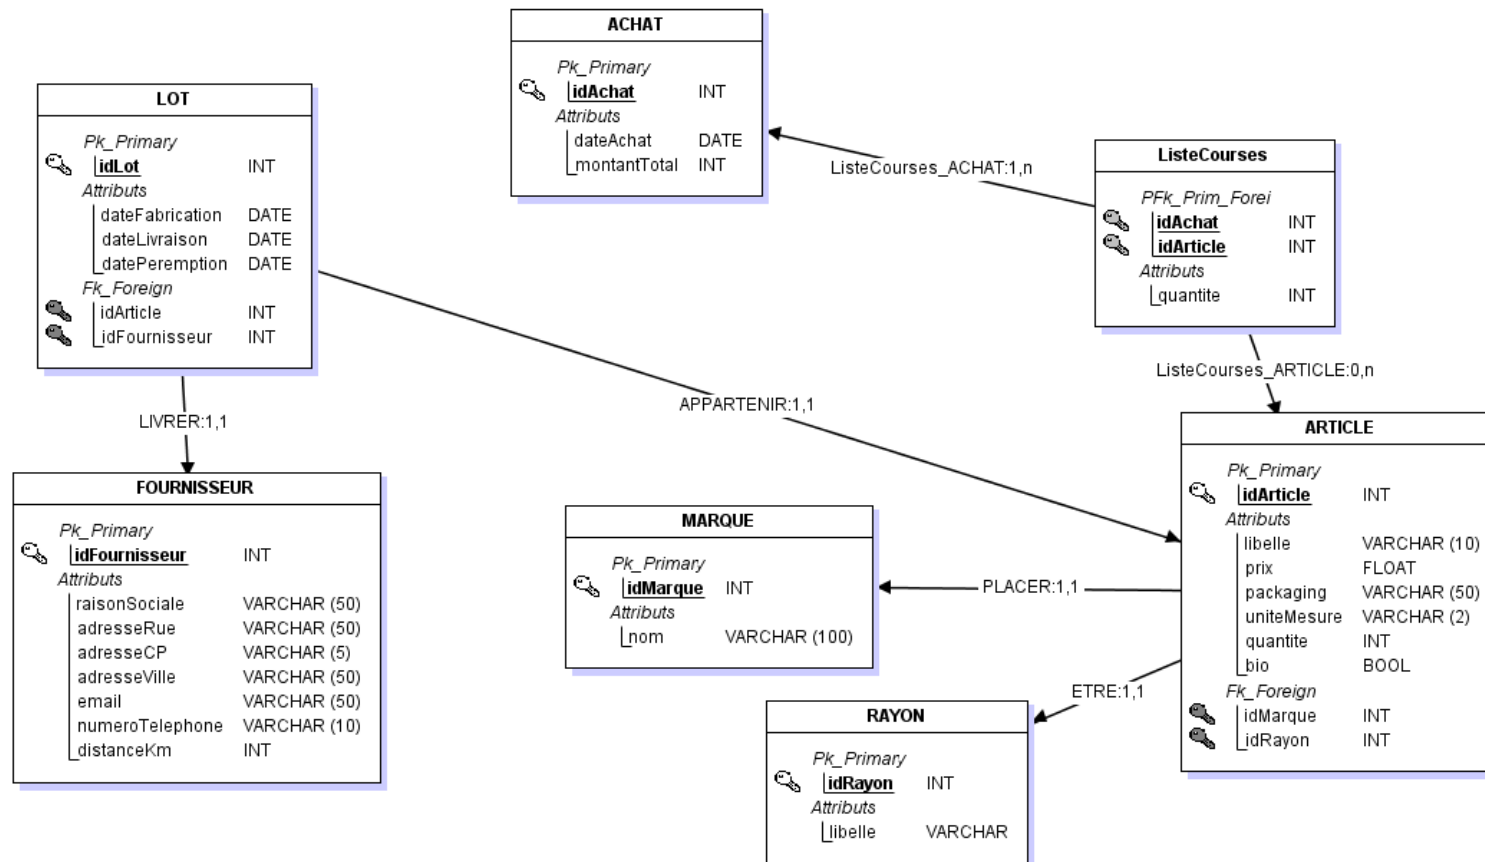 ACHAT
Pk_Primary
idAchat INT
Attributs
dateAchat DATE
montantTotal INT
LOT
Pk_Primary
idLot INT
Attributs
dateFabrication DATE
dateLivraison DATE
datePeremption DATE
Fk_Foreign
idArticle INT
idFournisseur INT
ListeCourses_ACHAT:1,n
ListeCourses
PFk_Prim_Forei
idAchat INT
idArticle INT
Attributs
quantite INT
ListeCourses_ARTICLE:0,n
APPARTENIR:1,1
LIVRER:1,1
FOURNISSEUR
Pk_Primary
idFournisseur INT
Attributs
raisonSociale VARCHAR (50)
adresseRue VARCHAR (50)
adresseCP VARCHAR (5)
adresseVille VARCHAR (50)
email VARCHAR (50)
numeroTelephone VARCHAR (10)
distanceKm INT
MARQUE
Pk_Primary
idMarque INT
Attributs
nom VARCHAR (100)
PLACER:1,1
ARTICLE
Pk_Primary
idArticle INT
Attributs
libelle VARCHAR (10)
prix FLOAT
packaging VARCHAR (50)
uniteMesure VARCHAR (2)
quantite INT
bio BOOL
Fk_Foreign
idMarque INT
idRayon INT
ETRE:1,1
RAYON
Pk_Primary
idRayon INT
Attributs
libelle VARCHAR